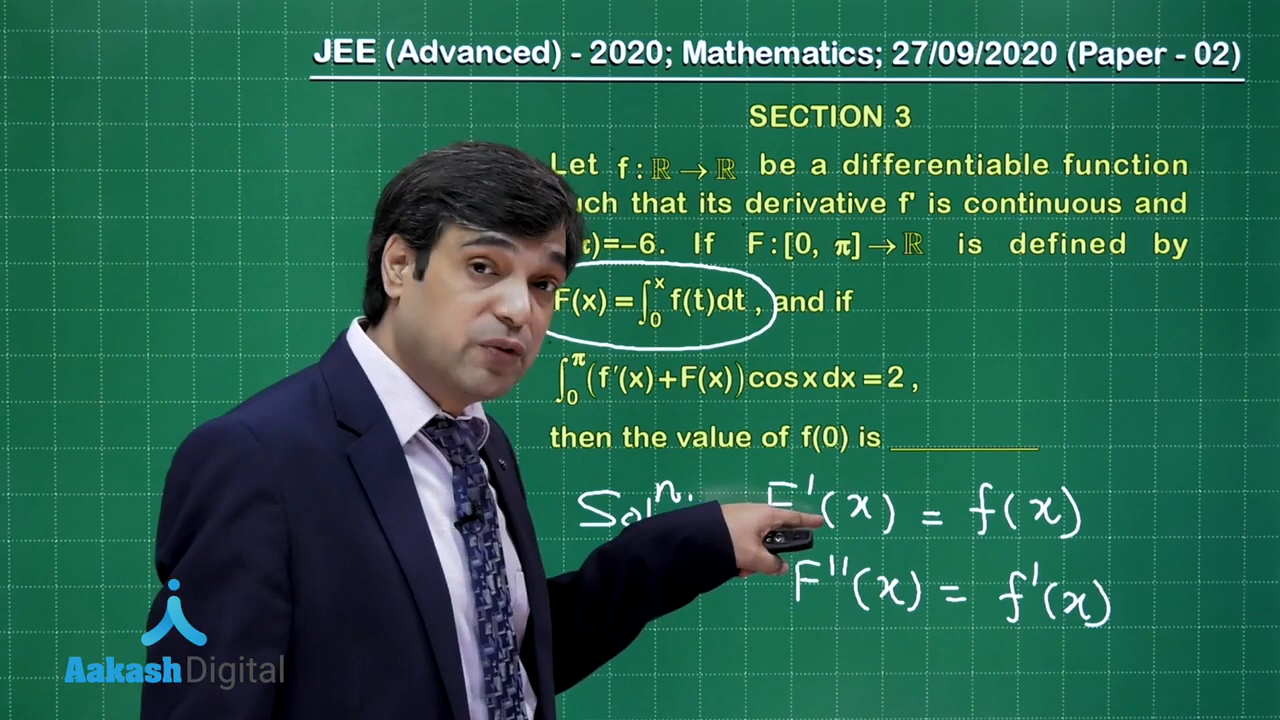 JEE (Advanced) - 2020; Mathematics; 27/09/2020 (Paper - 02)
SECTION 3
Let f : ℝ → ℝ be a differentiable function
uch that its derivative f' is continuous and
)=–6. If F : [0, π] → ℝ is defined by
F(x) = ∫₀ˣ f(t)dt , and if
∫₀^π (f′(x)+F(x)) cos x dx = 2 ,
then the value of f(0) is ________
Solⁿ: F'(x) = f(x)
F''(x) = f'(x)
Aakash Digital